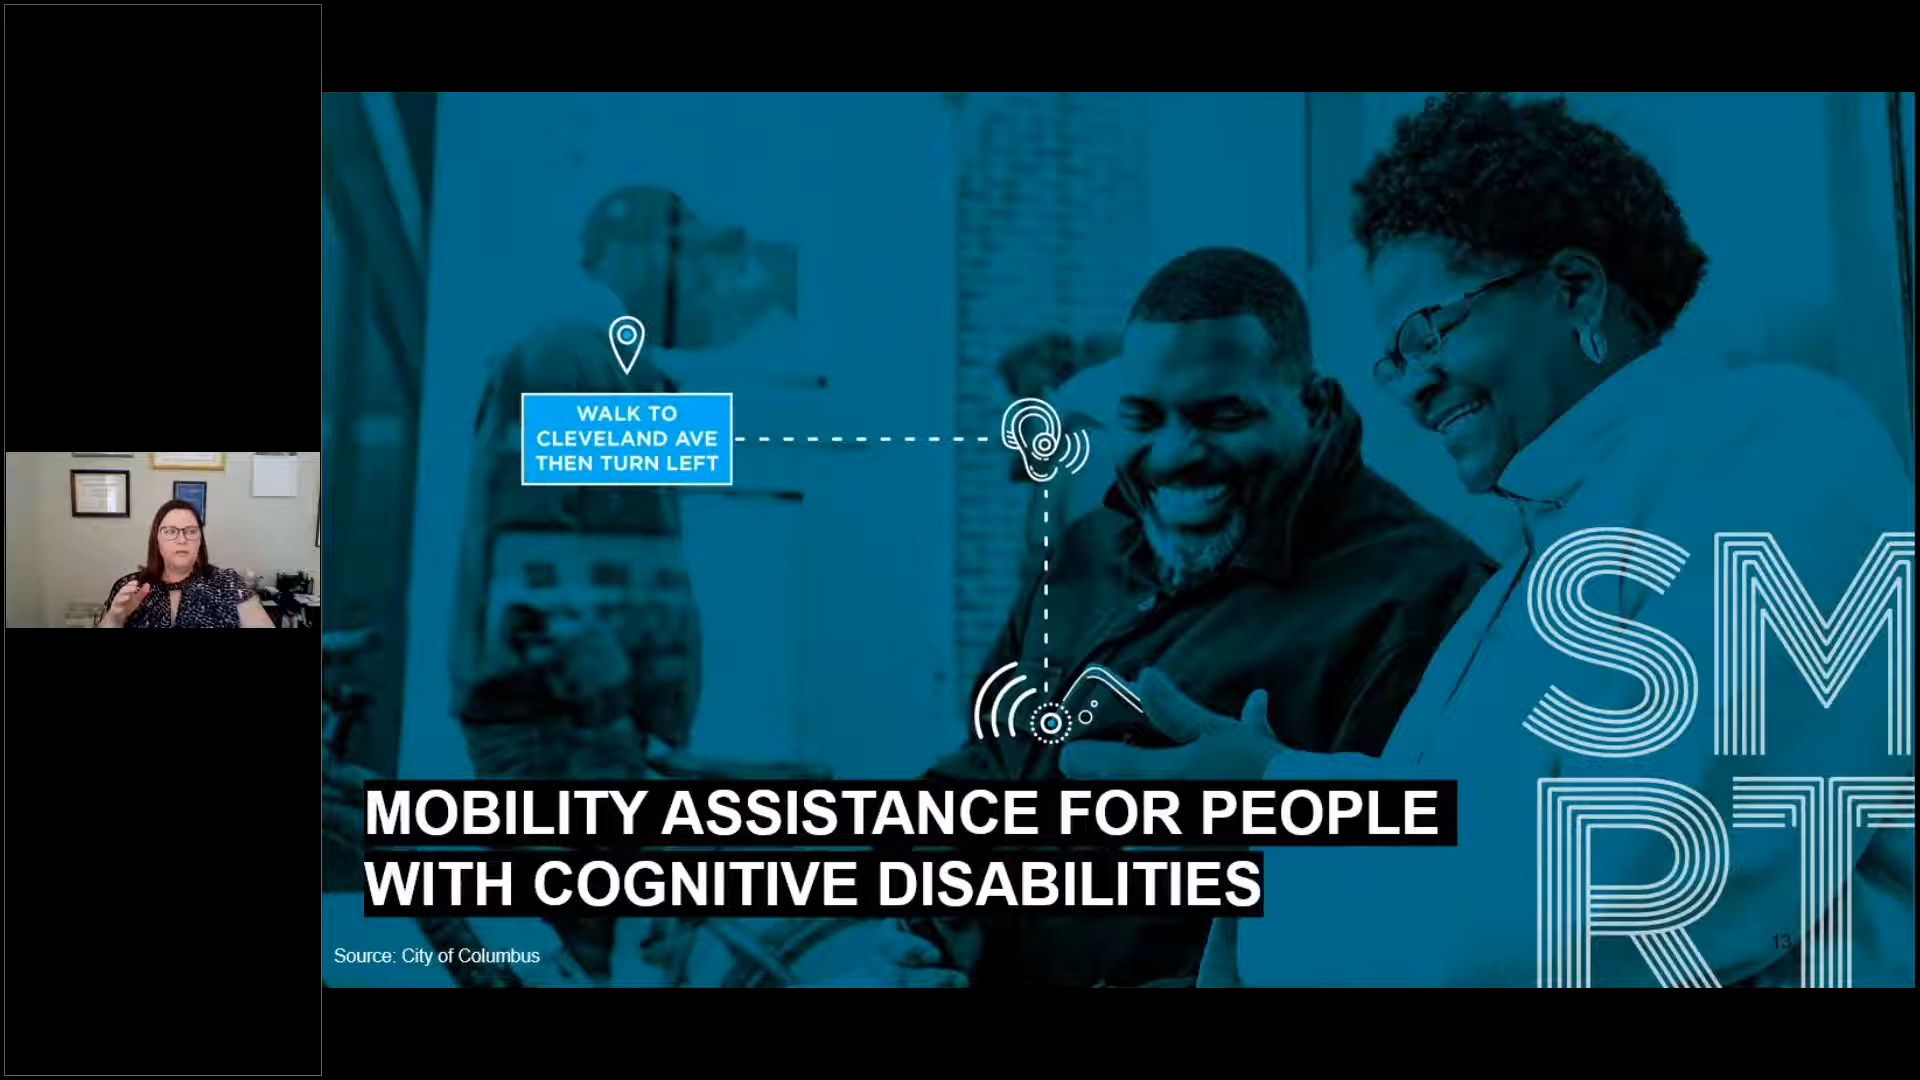 WALK TO
CLEVELAND AVE
THEN TURN LEFT
SM
RT
MOBILITY ASSISTANCE FOR PEOPLE
WITH COGNITIVE DISABILITIES
Source: City of Columbus
13